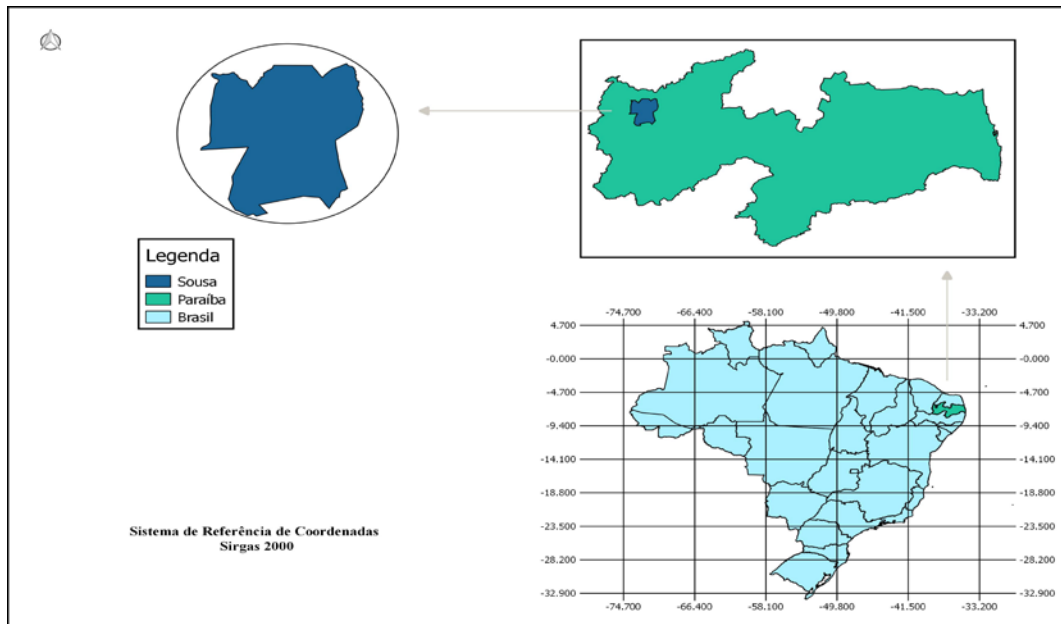 Legenda
Sousa
Paraíba
Brasil
-74.700 -66.400 -58.100 -49.800 -41.500 -33.200
4.700 4.700
-0.000 -0.000
-4.700 -4.700
-9.400 -9.400
-14.100 -14.100
-18.800 -18.800
-23.500 -23.500
-28.200 -28.200
-32.900 -32.900
-74.700 -66.400 -58.100 -49.800 -41.500 -33.200
Sistema de Referência de Coordenadas
Sirgas 2000